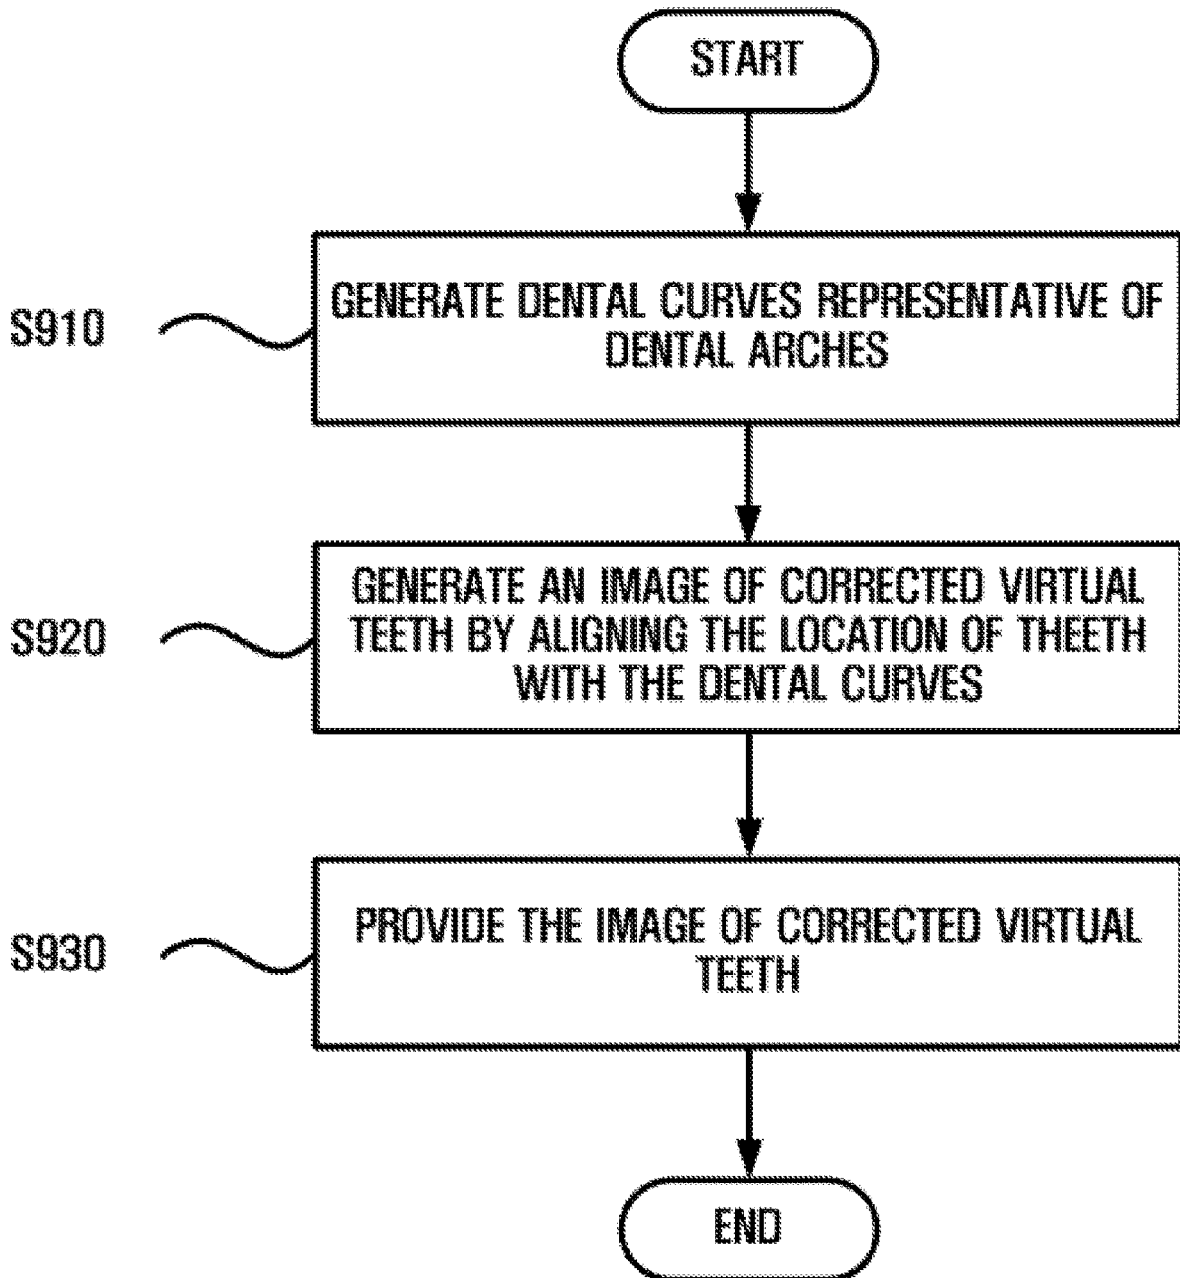 START
S910
GENERATE DENTAL CURVES REPRESENTATIVE OF
DENTAL ARCHES
S920
GENERATE AN IMAGE OF CORRECTED VIRTUAL
TEETH BY ALIGNING THE LOCATION OF THEETH
WITH THE DENTAL CURVES
S930
PROVIDE THE IMAGE OF CORRECTED VIRTUAL
TEETH
END